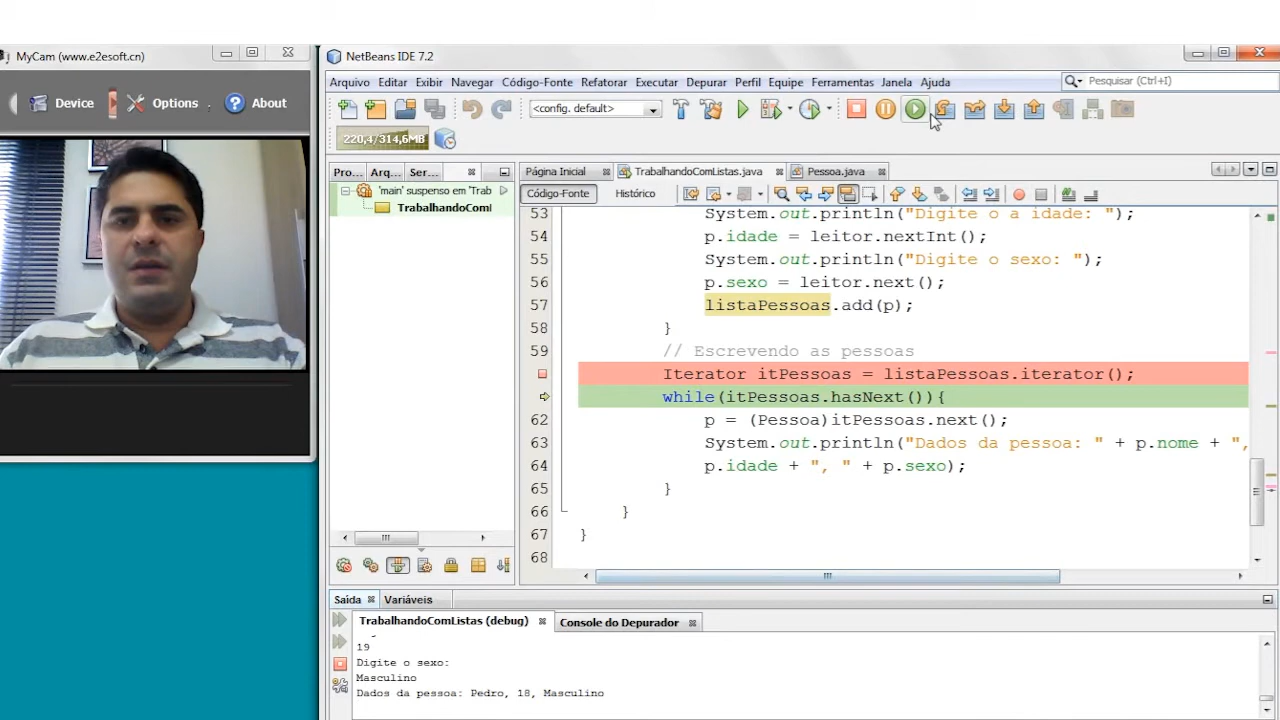 MyCam (www.e2esoft.cn)
Device
Options
About
NetBeans IDE 7.2
Arquivo Editar Exibir Navegar Código-Fonte Refatorar Executar Depurar Perfil Equipe Ferramentas Janela Ajuda
Pesquisar (Ctrl+I)
<config. default>
220,4/314,6MB
Pro... Arq... Ser...
Página Inicial TrabalhandoComListas.java Pessoa.java
'main' suspenso em 'Trab
TrabalhandoComl
Código-Fonte Histórico
53 System.out.println("Digite o a idade: ");
54 p.idade = leitor.nextInt();
55 System.out.println("Digite o sexo: ");
56 p.sexo = leitor.next();
57 listaPessoas.add(p);
58 }
59 // Escrevendo as pessoas
Iterator itPessoas = listaPessoas.iterator();
while(itPessoas.hasNext()){
62 p = (Pessoa)itPessoas.next();
63 System.out.println("Dados da pessoa: " + p.nome + ",
64 p.idade + ", " + p.sexo);
65 }
66 }
67 }
68
Saída Variáveis
TrabalhandoComListas (debug) Console do Depurador
19
Digite o sexo:
Masculino
Dados da pessoa: Pedro, 18, Masculino